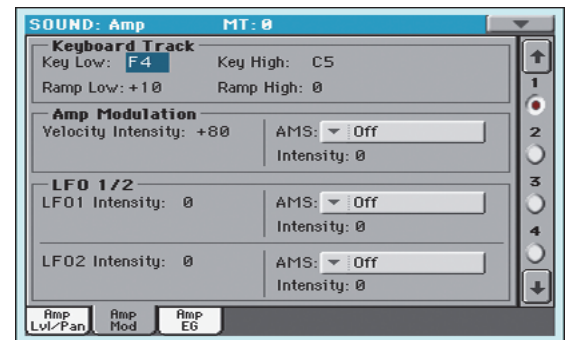 SOUND: Amp MT:0
Keyboard Track
Key Low: F4 Key High: C5
Ramp Low:+10 Ramp High: 0
Amp Modulation
Velocity Intensity: +80 AMS: Off
Intensity: 0
LFO 1/2
LFO1 Intensity: 0 AMS: Off
Intensity: 0
LFO2 Intensity: 0 AMS: Off
Intensity: 0
1
2
3
4
Amp Lvl/Pan
Amp Mod
Amp EG